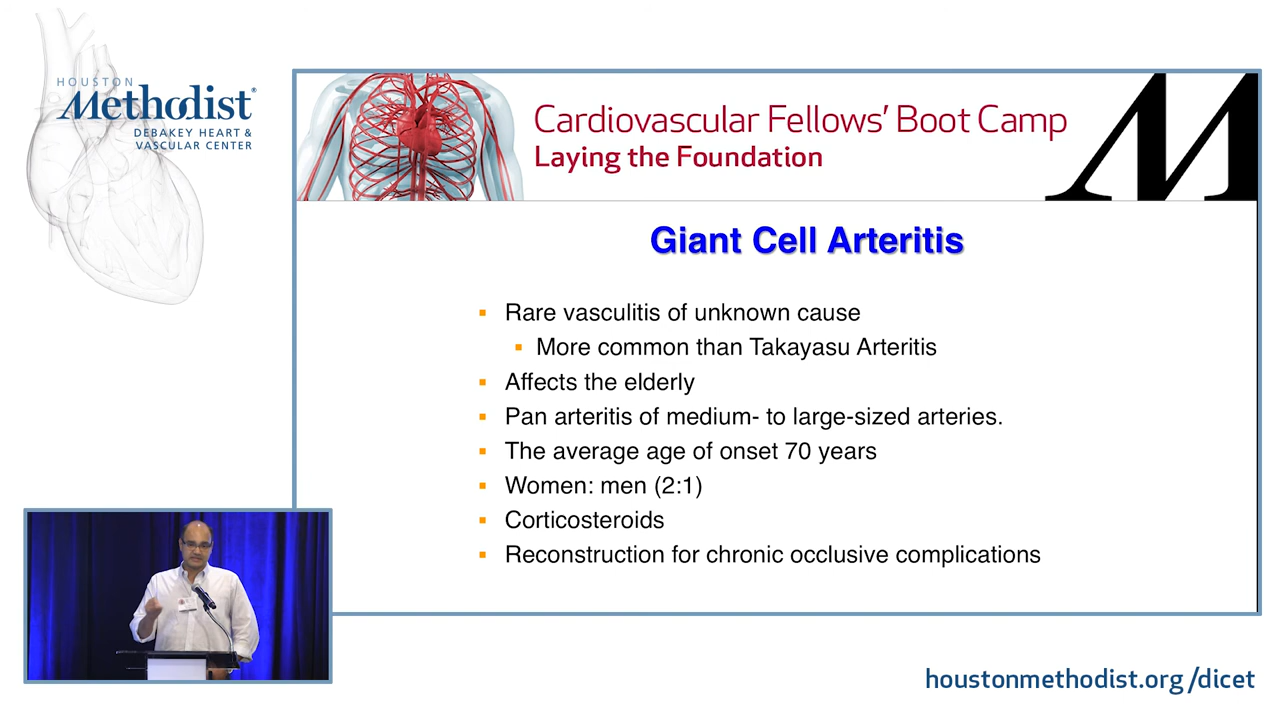 HOUSTON
Methodist®
DEBAKEY HEART &
VASCULAR CENTER
Cardiovascular Fellows' Boot Camp
Laying the Foundation
M
Giant Cell Arteritis
▪ Rare vasculitis of unknown cause
▪ More common than Takayasu Arteritis
▪ Affects the elderly
▪ Pan arteritis of medium- to large-sized arteries.
▪ The average age of onset 70 years
▪ Women: men (2:1)
▪ Corticosteroids
▪ Reconstruction for chronic occlusive complications
houstonmethodist.org/dicet